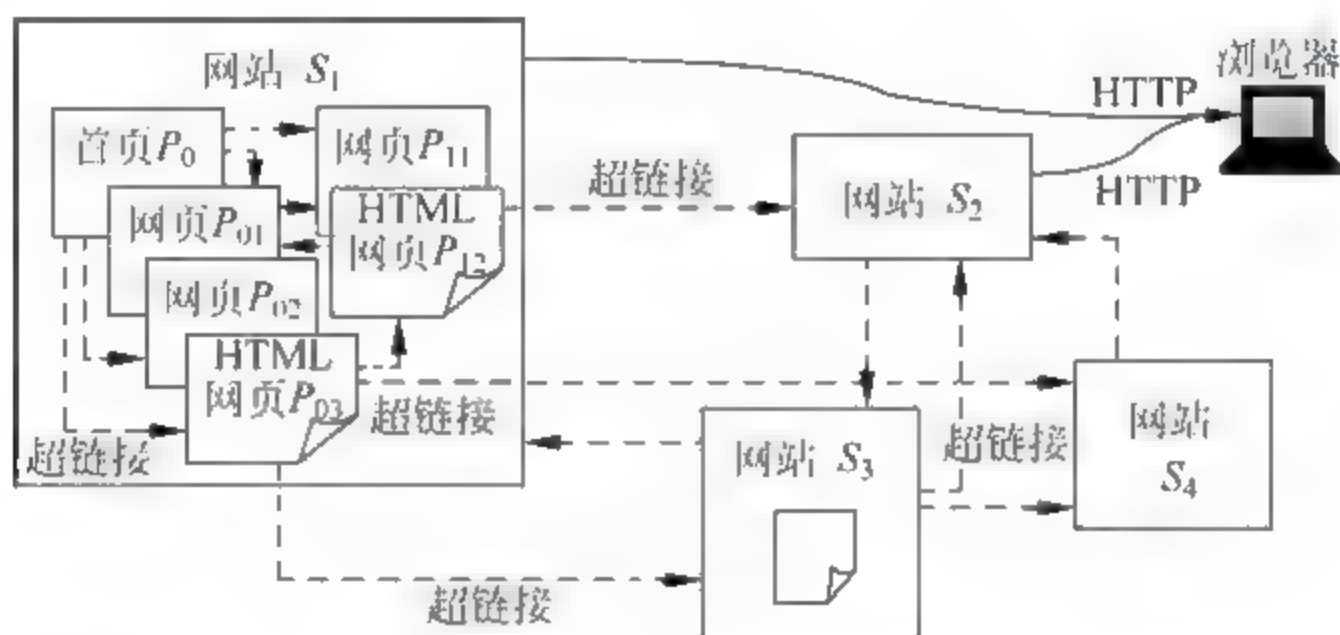 网站 S₁
首页P₀
网页P₁₁
网页P₀₁
HTML
网页P₁₂
网页P₀₂
HTML
网页P₀₃
超链接
超链接
超链接
超链接
网站 S₂
HTTP
HTTP
浏览器
网站 S₃
超链接
网站
S₄